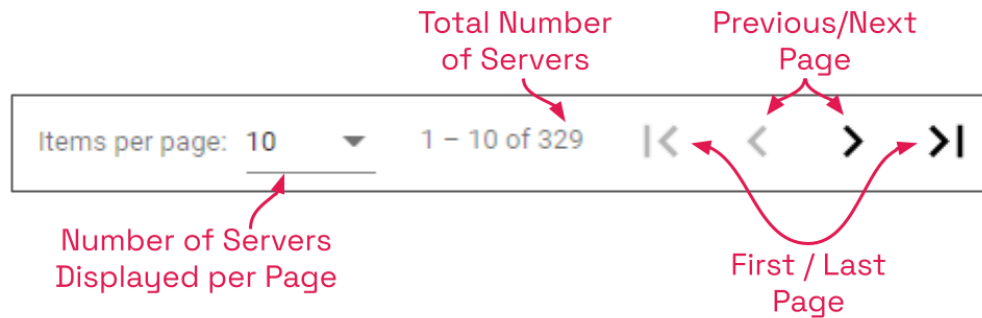 Total Number
of Servers
Previous/Next
Page
Items per page: 10
1 – 10 of 329
Number of Servers
Displayed per Page
First / Last
Page